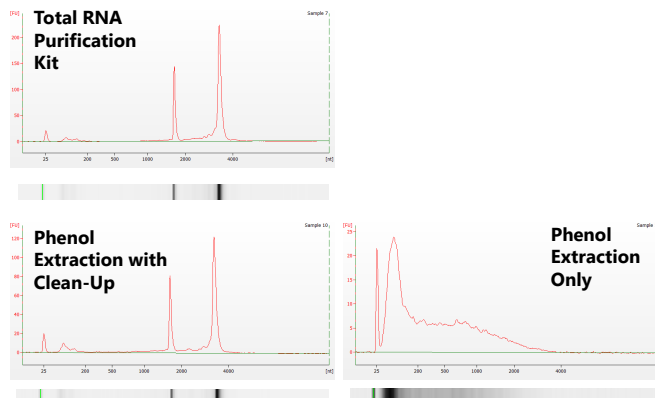 [FU]
Total RNA
Purification
Kit
Sample 7
200
150
100
50
0
25 200 500 1000 2000 4000 [nt]
[FU]
Phenol
Extraction with
Clean-Up
Sample 10
120
100
80
60
40
20
0
25 200 500 1000 2000 4000 [nt]
[FU]
Phenol
Extraction
Only
Sample
25
20
15
10
5
0
25 200 500 1000 2000 4000